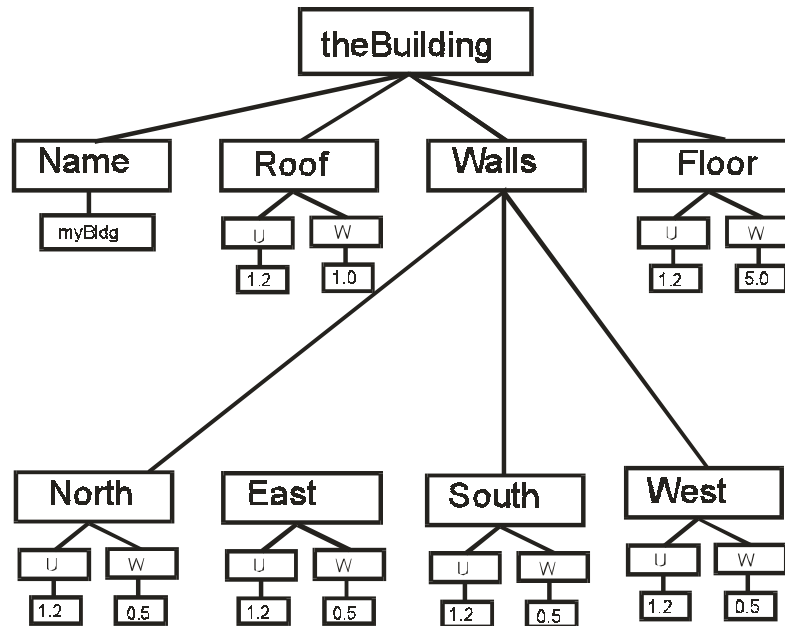 theBuilding
Name Roof Walls Floor
myBldg U W U W
1.2 1.0 1.2 5.0
North East South West
U W U W U W U W
1.2 0.5 1.2 0.5 1.2 0.5 1.2 0.5